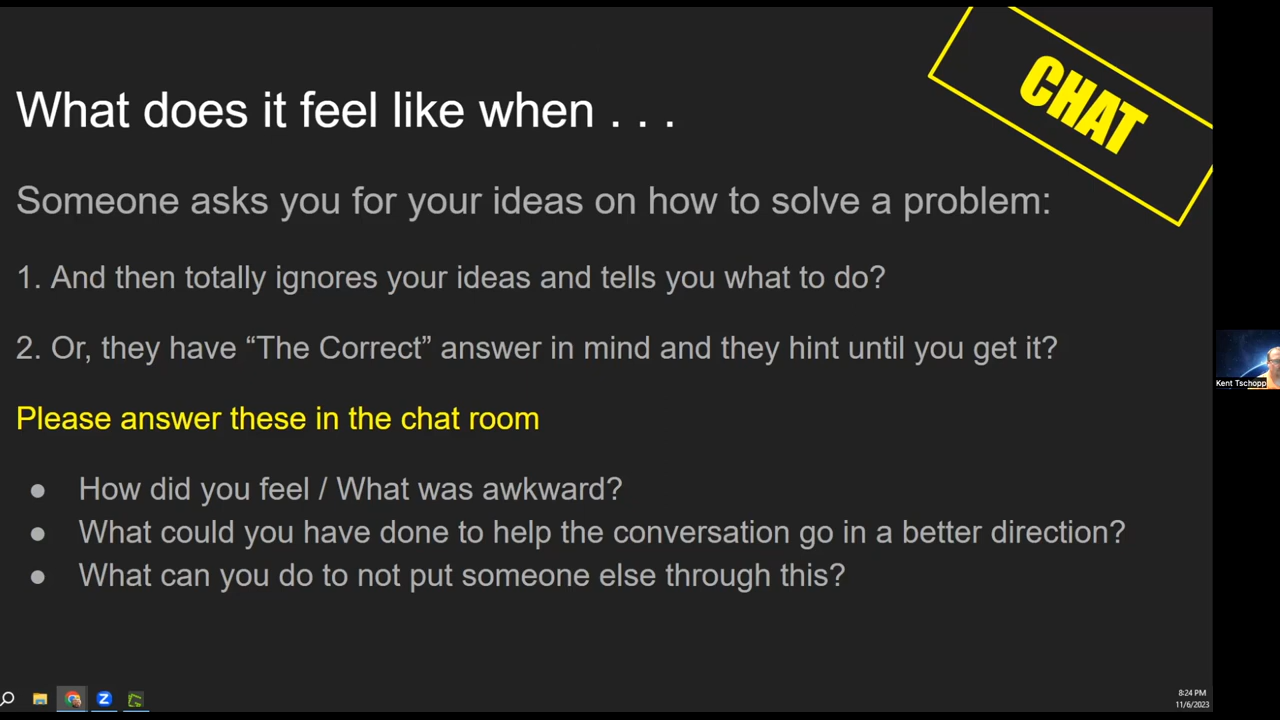 CHAT
What does it feel like when . . .
Someone asks you for your ideas on how to solve a problem:
1. And then totally ignores your ideas and tells you what to do?
2. Or, they have “The Correct” answer in mind and they hint until you get it?
Please answer these in the chat room
● How did you feel / What was awkward?
● What could you have done to help the conversation go in a better direction?
● What can you do to not put someone else through this?
Kent Tschopp
8:24 PM
11/6/2023